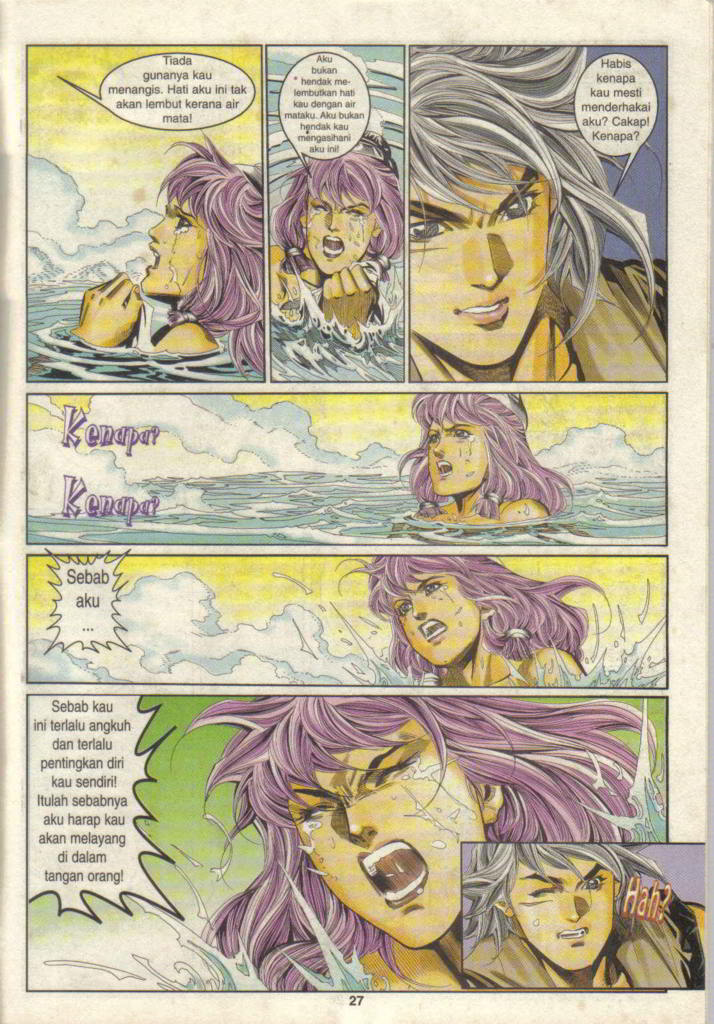 Tiada
gunanya kau
menangis. Hati aku ini tak
akan lembut kerana air
mata!
Aku
bukan
hendak me-
lembutkan hati
kau dengan air
mataku. Aku bukan
hendak kau
mengasihani
aku ini!
Habis
kenapa
kau mesti
menderhakai
aku? Cakap!
Kenapa?
Kenapa?
Kenapa?
Sebab
aku
...
Sebab kau
ini terlalu angkuh
dan terlalu
pentingkan diri
kau sendiri!
Itulah sebabnya
aku harap kau
akan melayang
di dalam
tangan orang!
Hah?
27